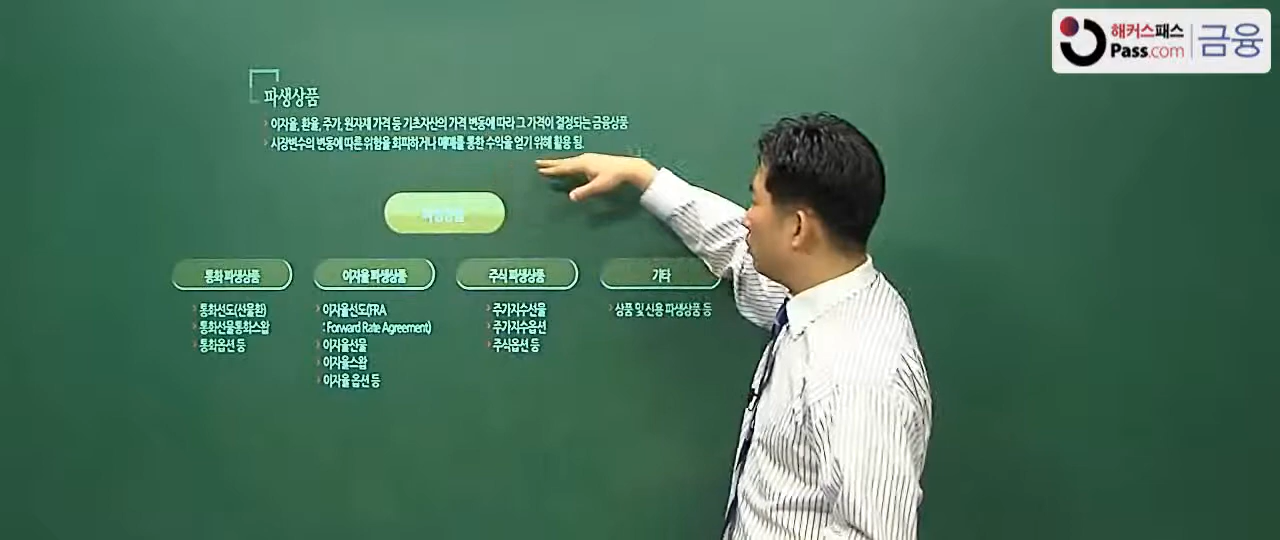 해커스패스
Pass.com
금융
파생상품
이자율, 환율, 주가, 원자재 가격 등 기초자산의 가격 변동에 따라 그 가격이 결정되는 금융상품
시장변수의 변동에 따른 위험을 회피하거나 매매를 통한 수익을 얻기 위해 활용 됨.
파생상품
통화 파생상품
통화선도(선물환)
통화선물통화스왑
통화옵션 등
이자율 파생상품
이자율선도(FRA
: Forward Rate Agreement)
이자율선물
이자율스왑
이자율 옵션 등
주식 파생상품
주가지수선물
주가지수옵션
주식옵션 등
기타
상품 및 신용 파생상품 등